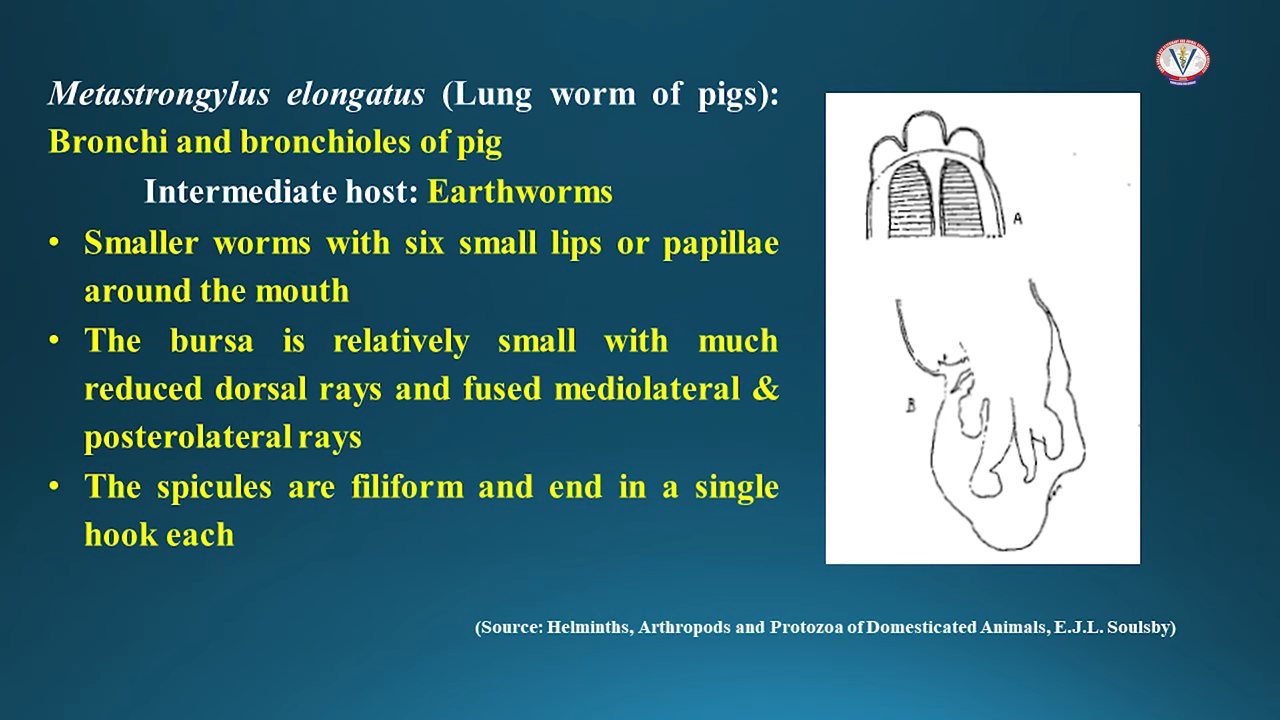 Metastrongylus elongatus (Lung worm of pigs):
Bronchi and bronchioles of pig
Intermediate host: Earthworms
• Smaller worms with six small lips or papillae
around the mouth
• The bursa is relatively small with much
reduced dorsal rays and fused mediolateral &
posterolateral rays
• The spicules are filiform and end in a single
hook each
A
B
(Source: Helminths, Arthropods and Protozoa of Domesticated Animals, E.J.L. Soulsby)